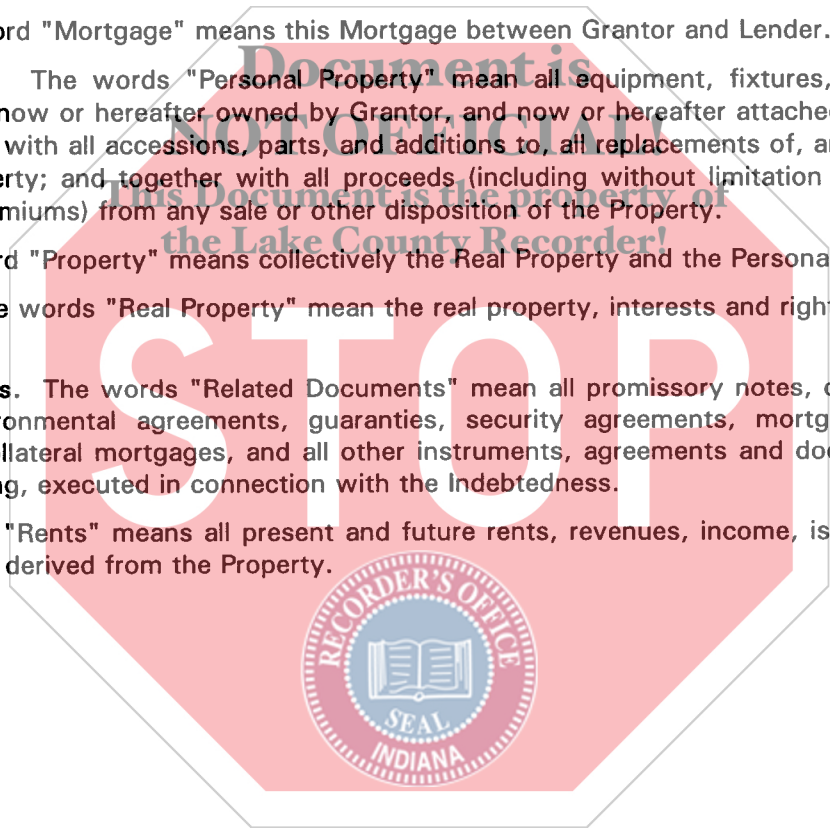 ord "Mortgage" means this Mortgage between Grantor and Lender.
The words "Personal Property" mean all equipment, fixtures,
now or hereafter owned by Grantor, and now or hereafter attache
with all accessions, parts, and additions to, all replacements of, a
erty; and together with all proceeds (including without limitation
miums) from any sale or other disposition of the Property.
rd "Property" means collectively the Real Property and the Persona
e words "Real Property" mean the real property, interests and right
s. The words "Related Documents" mean all promissory notes, c
onmental agreements, guaranties, security agreements, mortg
llateral mortgages, and all other instruments, agreements and do
g, executed in connection with the Indebtedness.
"Rents" means all present and future rents, revenues, income, is
derived from the Property.
Document is
NOT OFFICIAL!
This Document is the property of
the Lake County Recorder!
STOP
RECORDER'S OFFICE
SEAL
INDIANA